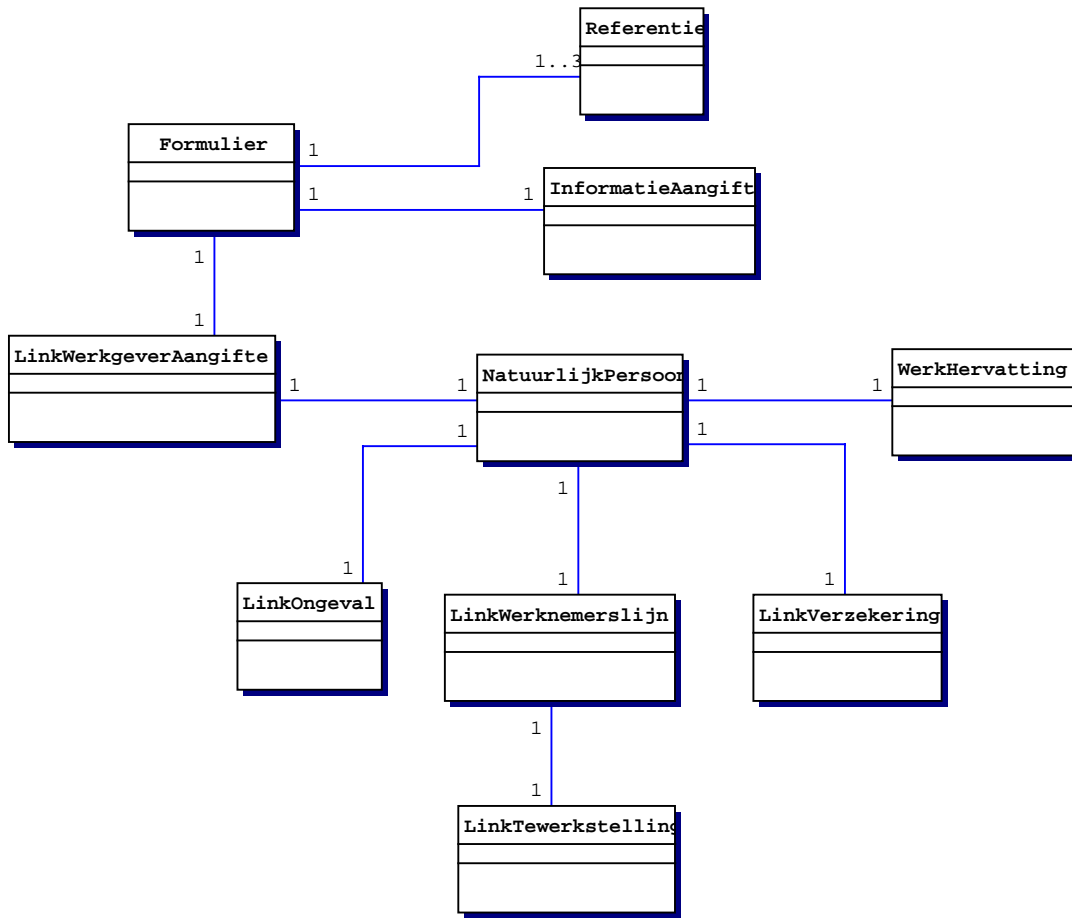 Referentie
1..3
Formulier
1
InformatieAangift
1
1
1
1
LinkWerkgeverAangifte
NatuurlijkPersoon
WerkHervatting
1
1
1
1
1
1
1
1
1
1
LinkOngeval
LinkWerknemerslijn
LinkVerzekering
1
1
LinkTewerkstelling